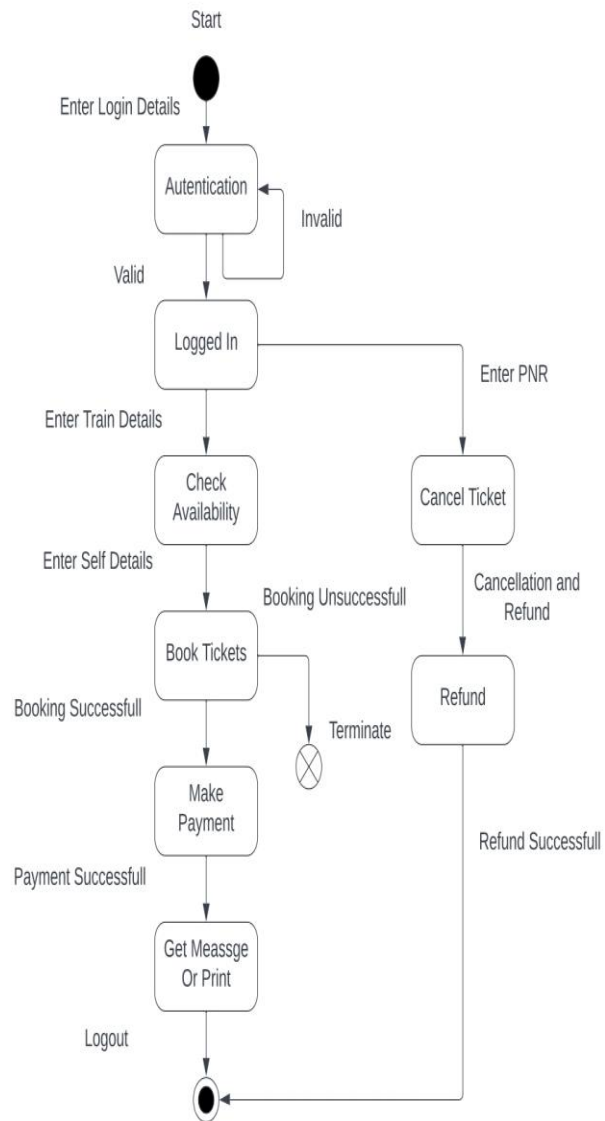 Start
Enter Login Details
Autentication
Invalid
Valid
Logged In
Enter PNR
Enter Train Details
Check
Availability
Cancel Ticket
Enter Self Details
Booking Unsuccessfull
Cancellation and
Refund
Book Tickets
Refund
Booking Successfull
Terminate
Make
Payment
Refund Successfull
Payment Successfull
Get Meassge
Or Print
Logout